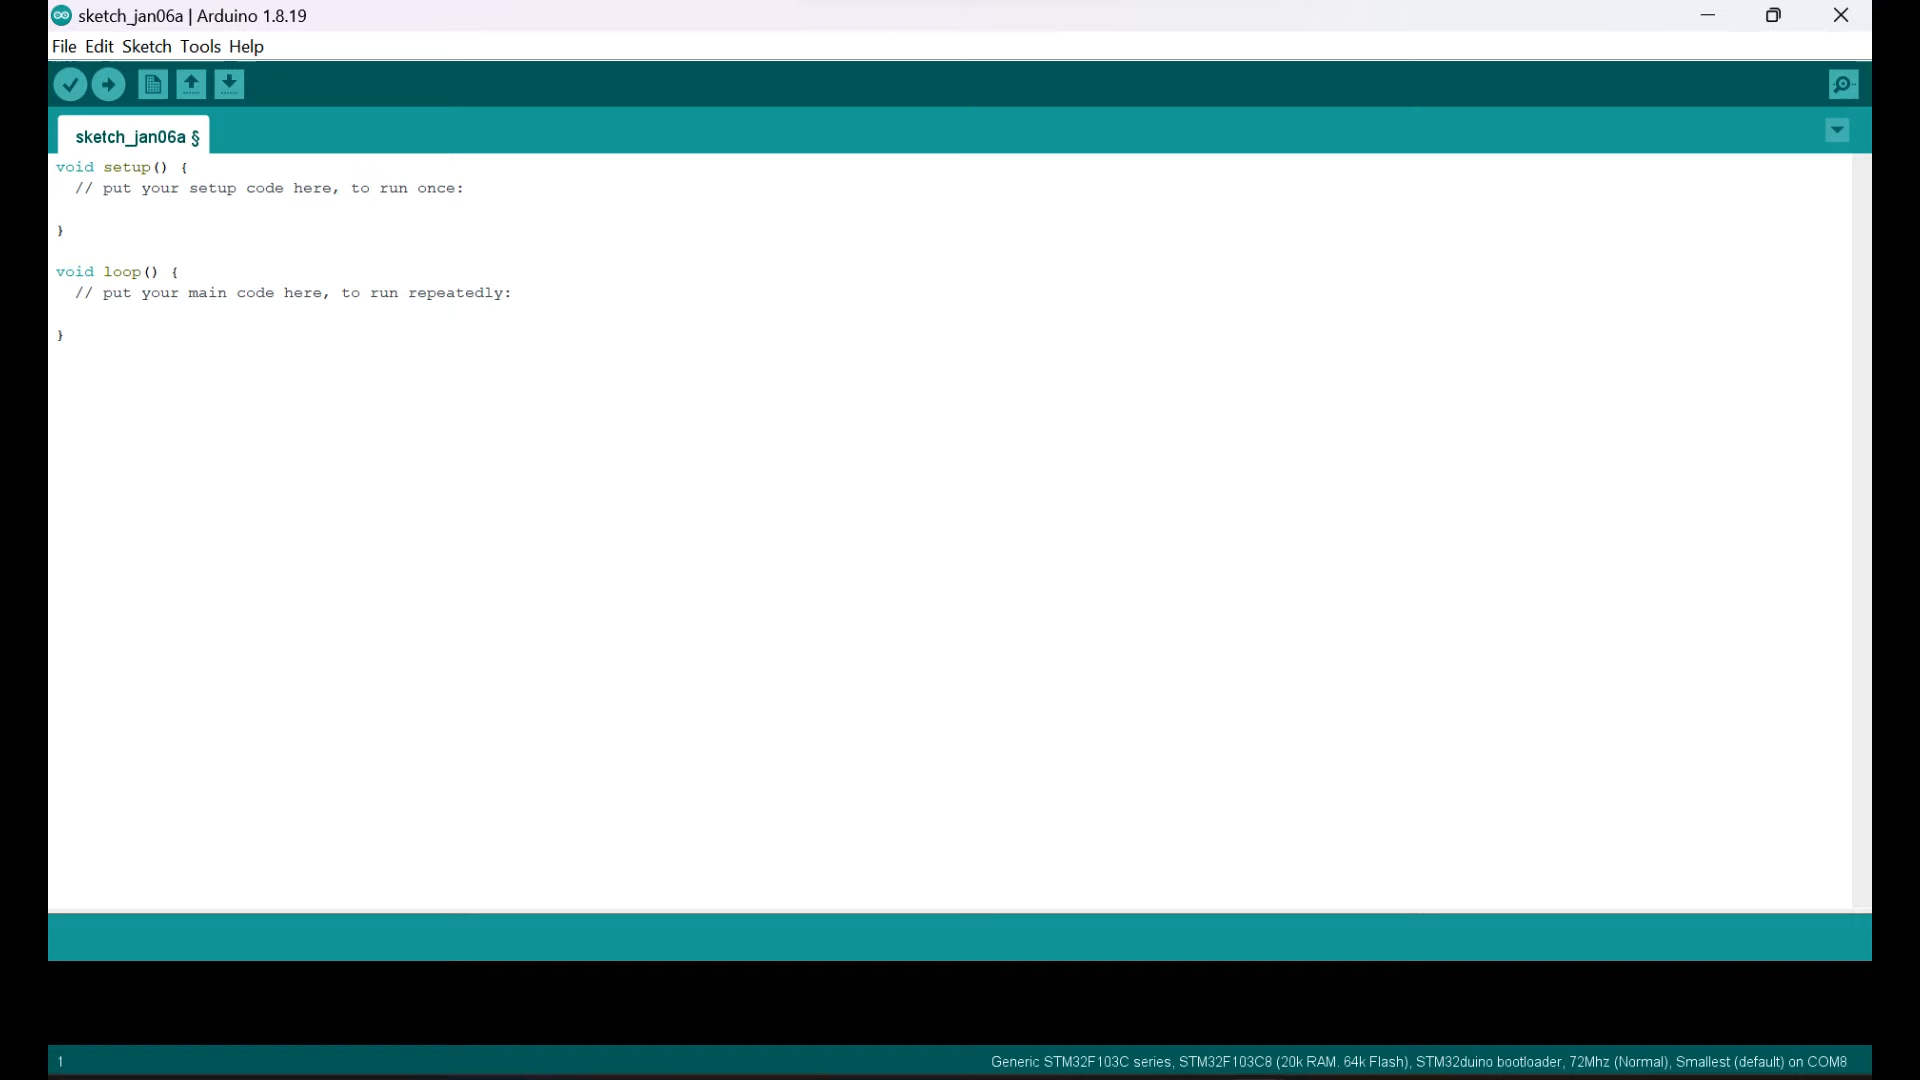 sketch_jan06a | Arduino 1.8.19
File Edit Sketch Tools Help
sketch_jan06a §
void setup() {
// put your setup code here, to run once:
}
void loop() {
// put your main code here, to run repeatedly:
}
1
Generic STM32F103C series, STM32F103C8 (20k RAM. 64k Flash), STM32duino bootloader, 72Mhz (Normal), Smallest (default) on COM8